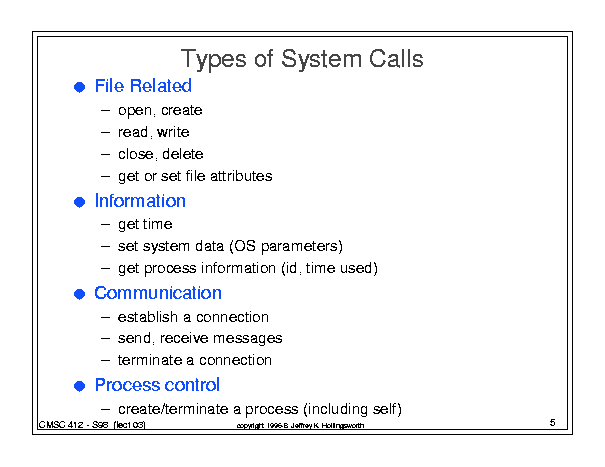 Types of System Calls
● File Related
– open, create
– read, write
– close, delete
– get or set file attributes
● Information
– get time
– set system data (OS parameters)
– get process information (id, time used)
● Communication
– establish a connection
– send, receive messages
– terminate a connection
● Process control
– create/terminate a process (including self)
CMSC 412 - S98 (lect 03) copyright 1996-8 Jeffrey K. Hollingsworth 5